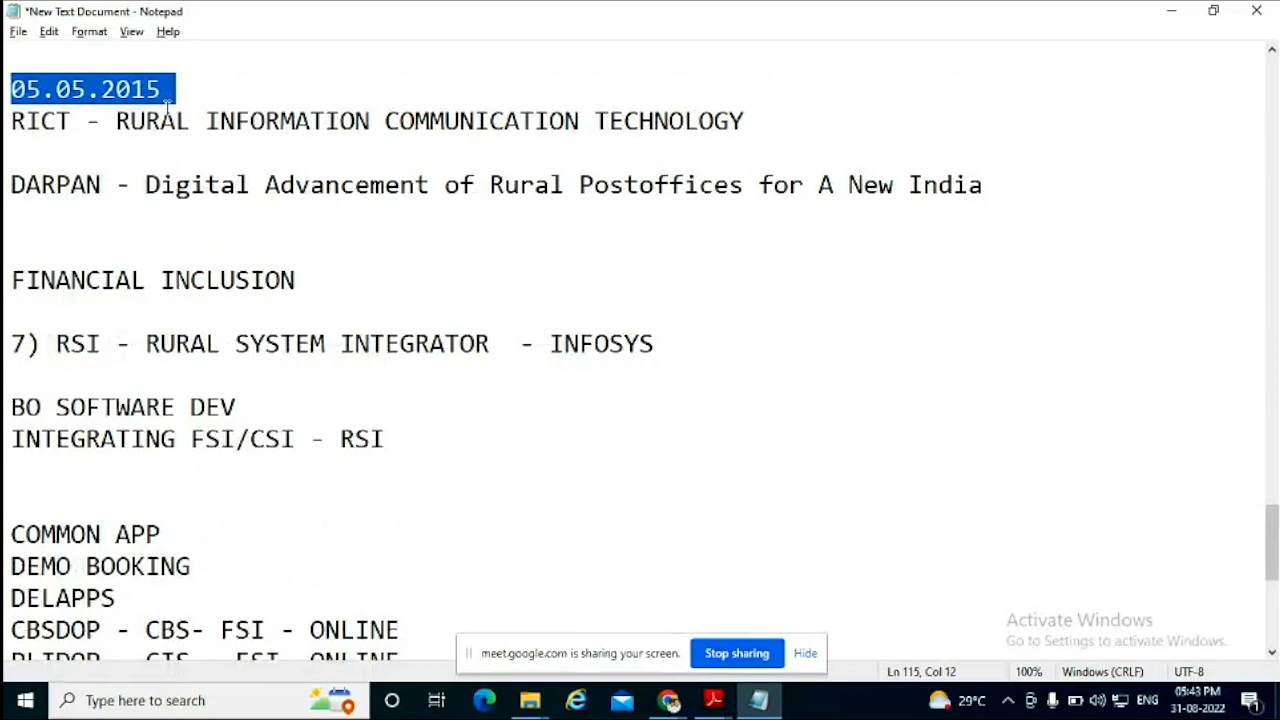 *New Text Document - Notepad
File Edit Format View Help
05.05.2015
RICT - RURAL INFORMATION COMMUNICATION TECHNOLOGY
DARPAN - Digital Advancement of Rural Postoffices for A New India
FINANCIAL INCLUSION
7) RSI - RURAL SYSTEM INTEGRATOR - INFOSYS
BO SOFTWARE DEV
INTEGRATING FSI/CSI - RSI
COMMON APP
DEMO BOOKING
DELAPPS
CBSDOP - CBS- FSI - ONLINE
Activate Windows
Go to Settings to activate Windows.
meet.google.com is sharing your screen. Stop sharing Hide
Ln 115, Col 12 100% Windows (CRLF) UTF-8
Type here to search 29°C ENG 05:43 PM
31-08-2022